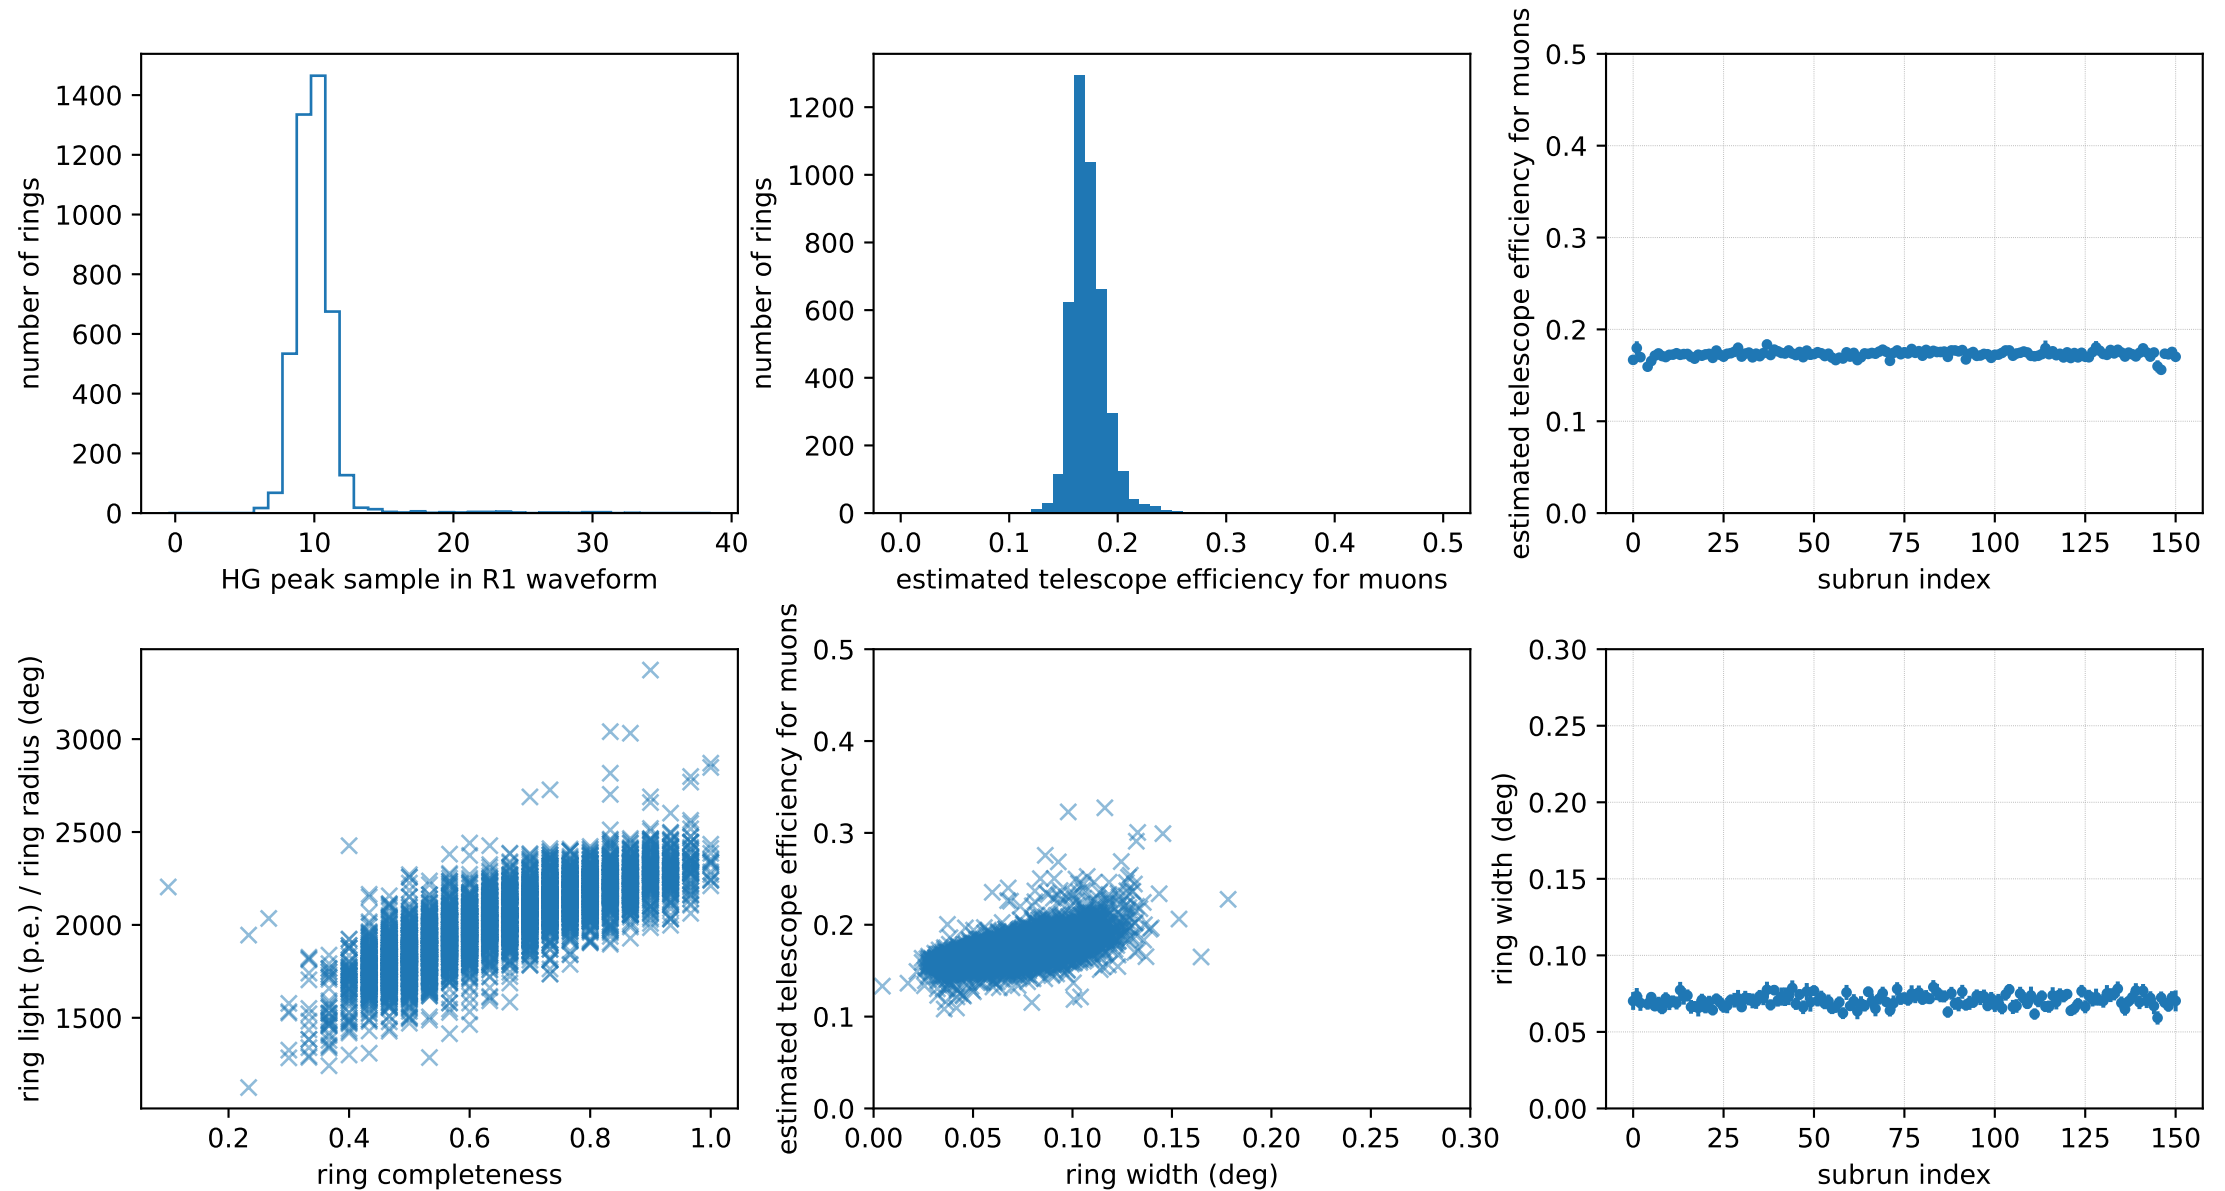 number of rings
1400
1200
1000
800
600
400
200
0
0 10 20 30 40
HG peak sample in R1 waveform
number of rings
1200
1000
800
600
400
200
0
0.0 0.1 0.2 0.3 0.4 0.5
estimated telescope efficiency for muons
estimated telescope efficiency for muons
0.5
0.4
0.3
0.2
0.1
0.0
0 25 50 75 100 125 150
subrun index
ring light (p.e.) / ring radius (deg)
3000
2500
2000
1500
0.2 0.4 0.6 0.8 1.0
ring completeness
estimated telescope efficiency for muons
0.5
0.4
0.3
0.2
0.1
0.0
0.00 0.05 0.10 0.15 0.20 0.25 0.30
ring width (deg)
ring width (deg)
0.30
0.25
0.20
0.15
0.10
0.05
0.00
0 25 50 75 100 125 150
subrun index